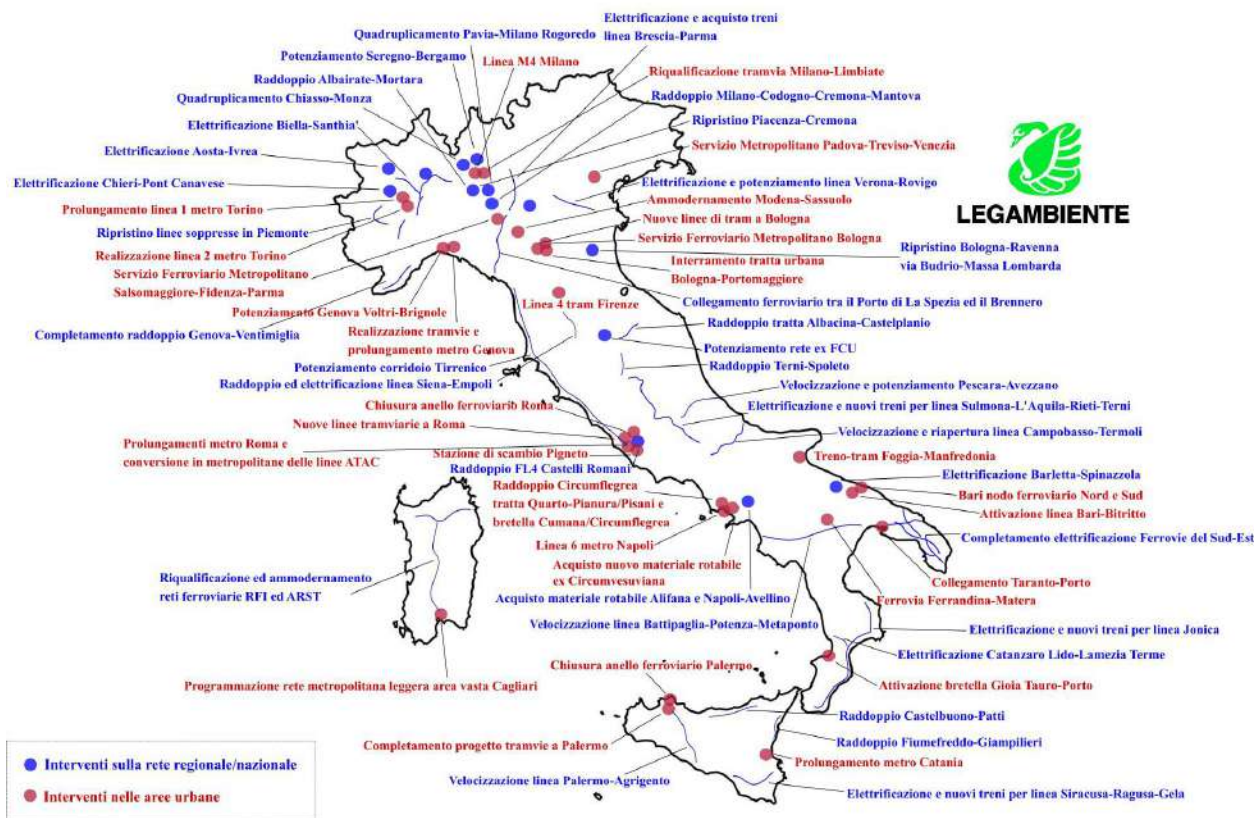 Elettrificazione e acquisto treni
linea Brescia-Parma
Quadruplicamento Pavia-Milano Rogoredo
Potenziamento Seregno-Bergamo
Linea M4 Milano
Raddoppio Albairate-Mortara
Riqualificazione tramvia Milano-Limbiate
Quadruplicamento Chiasso-Monza
Raddoppio Milano-Codogno-Cremona-Mantova
Elettrificazione Biella-Santhia'
Ripristino Piacenza-Cremona
Elettrificazione Aosta-Ivrea
Servizio Metropolitano Padova-Treviso-Venezia
Elettrificazione Chieri-Pont Canavese
Elettrificazione e potenziamento linea Verona-Rovigo
Prolungamento linea 1 metro Torino
Ammodernamento Modena-Sassuolo
Nuove linee di tram a Bologna
LEGAMBIENTE
Ripristino linee soppresse in Piemonte
Servizio Ferroviario Metropolitano Bologna
Realizzazione linea 2 metro Torino
Interramento tratta urbana
Bologna-Portomaggiore
Ripristino Bologna-Ravenna
via Budrio-Massa Lombarda
Servizio Ferroviario Metropolitano
Salsomaggiore-Fidenza-Parma
Linea 4 tram Firenze
Collegamento ferroviario tra il Porto di La Spezia ed il Brennero
Potenziamento Genova Voltri-Brignole
Completamento raddoppio Genova-Ventimiglia
Realizzazione tramvie e
prolungamento metro Genova
Raddoppio tratta Albacina-Castelplanio
Potenziamento rete ex FCU
Potenziamento corridoio Tirrenico
Raddoppio Terni-Spoleto
Raddoppio ed elettrificazione linea Siena-Empoli
Velocizzazione e potenziamento Pescara-Avezzano
Chiusura anello ferroviario Roma
Elettrificazione e nuovi treni per linea Sulmona-L'Aquila-Rieti-Terni
Nuove linee tramviarie a Roma
Velocizzazione e riapertura linea Campobasso-Termoli
Prolungamenti metro Roma e
conversione in metropolitane delle linee ATAC
Stazione di scambio Pigneto
Treno-tram Foggia-Manfredonia
Raddoppio FL4 Castelli Romani
Elettrificazione Barletta-Spinazzola
Raddoppio Circumflegrea
tratta Quarto-Pianura/Pisani e
bretella Cumana/Circumflegrea
Bari nodo ferroviario Nord e Sud
Attivazione linea Bari-Bitritto
Linea 6 metro Napoli
Completamento elettrificazione Ferrovie del Sud-Est
Acquisto nuovo materiale rotabile
ex Circumvesuviana
Riqualificazione ed ammodernamento
reti ferroviarie RFI ed ARST
Collegamento Taranto-Porto
Acquisto materiale rotabile Alifana e Napoli-Avellino
Ferrovia Ferrandina-Matera
Velocizzazione linea Battipaglia-Potenza-Metaponto
Elettrificazione e nuovi treni per linea Jonica
Elettrificazione Catanzaro Lido-Lamezia Terme
Chiusura anello ferroviario Palermo
Programmazione rete metropolitana leggera area vasta Cagliari
Attivazione bretella Gioia Tauro-Porto
Raddoppio Castelbuono-Patti
Completamento progetto tramvie a Palermo
Raddoppio Fiumefreddo-Giampilieri
Prolungamento metro Catania
Velocizzazione linea Palermo-Agrigento
Elettrificazione e nuovi treni per linea Siracusa-Ragusa-Gela
Interventi sulla rete regionale/nazionale
Interventi nelle aree urbane